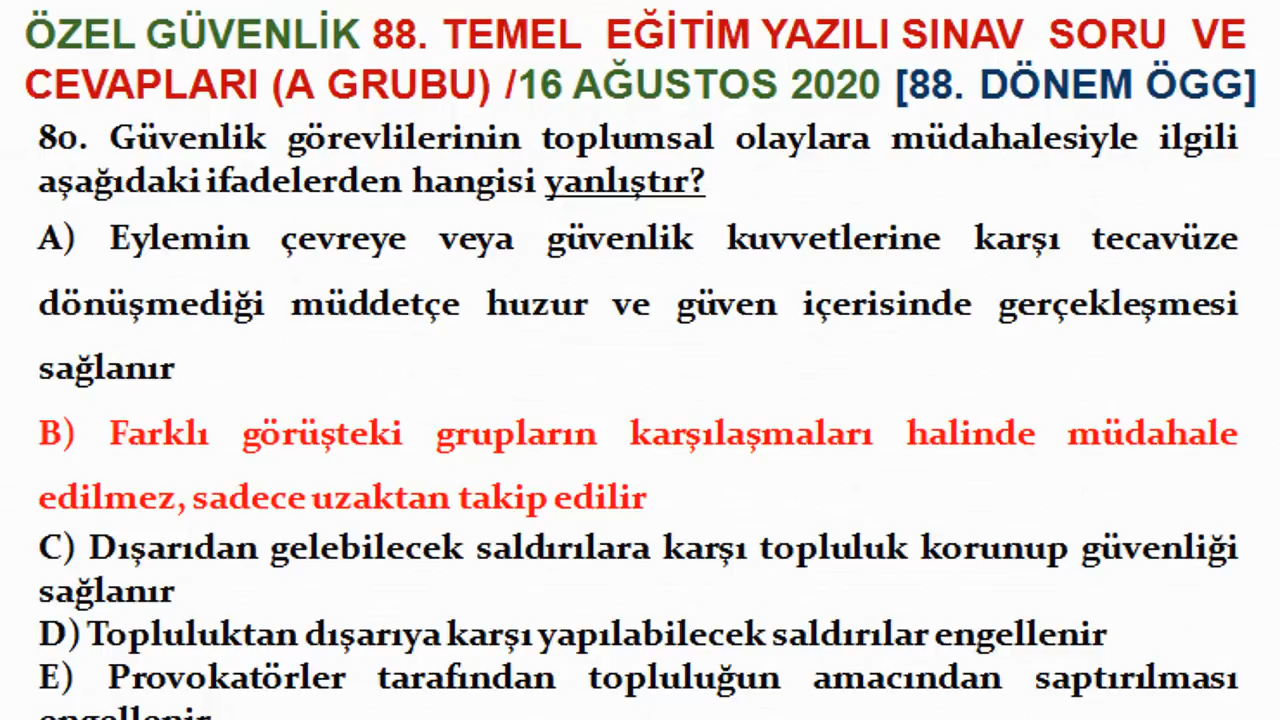 ÖZEL GÜVENLİK 88. TEMEL EĞİTİM YAZILI SINAV SORU VE
CEVAPLARI (A GRUBU) /16 AĞUSTOS 2020 [88. DÖNEM ÖGG]
80. Güvenlik görevlilerinin toplumsal olaylara müdahalesiyle ilgili
aşağıdaki ifadelerden hangisi yanlıştır?
A) Eylemin çevreye veya güvenlik kuvvetlerine karşı tecavüze
dönüşmediği müddetçe huzur ve güven içerisinde gerçekleşmesi
sağlanır
B) Farklı görüşteki grupların karşılaşmaları halinde müdahale
edilmez, sadece uzaktan takip edilir
C) Dışarıdan gelebilecek saldırılara karşı topluluk korunup güvenliği
sağlanır
D) Topluluktan dışarıya karşı yapılabilecek saldırılar engellenir
E) Provokatörler tarafından topluluğun amacından saptırılması
engellenir